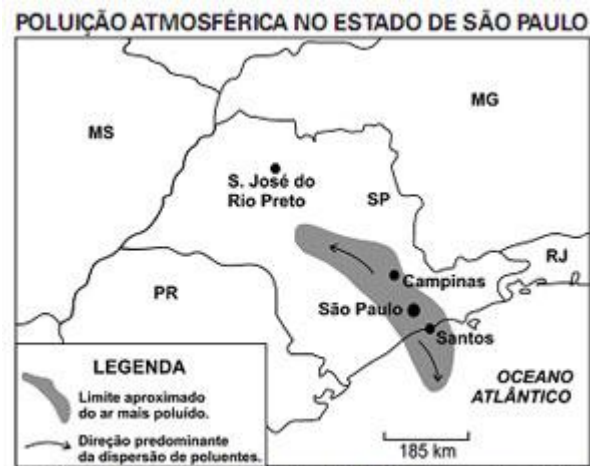 POLUIÇÃO ATMOSFÉRICA NO ESTADO DE SÃO PAULO
MG
MS
S. José do
Rio Preto
SP
RJ
Campinas
PR
São Paulo
Santos
LEGENDA
Limite aproximado
do ar mais poluído.
Direção predominante
da dispersão de poluentes.
OCEANO
ATLÂNTICO
185 km